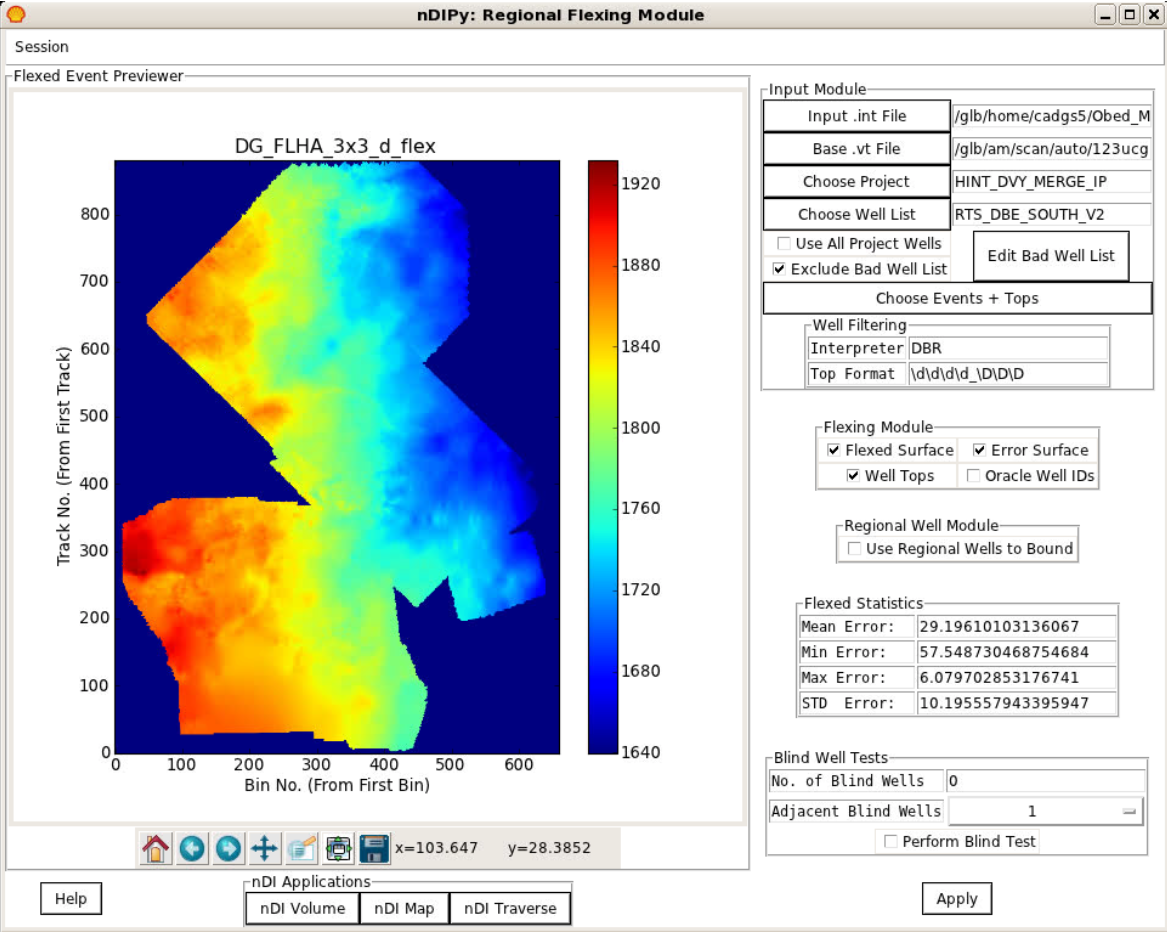 nDIPy: Regional Flexing Module
Session
Flexed Event Previewer
DG_FLHA_3x3_d_flex
Track No. (From First Track)
800
700
600
500
400
300
200
100
0
0 100 200 300 400 500 600
Bin No. (From First Bin)
1920
1880
1840
1800
1760
1720
1680
1640
x=103.647 y=28.3852
Help
nDI Applications
nDI Volume nDI Map nDI Traverse
Input Module
Input .int File /glb/home/cadgs5/Obed_M
Base .vt File /glb/am/scan/auto/123ucg
Choose Project HINT_DVY_MERGE_IP
Choose Well List RTS_DBE_SOUTH_V2
Use All Project Wells
Exclude Bad Well List
Edit Bad Well List
Choose Events + Tops
Well Filtering
Interpreter DBR
Top Format \d\d\d\d_\D\D\D
Flexing Module
Flexed Surface Error Surface
Well Tops Oracle Well IDs
Regional Well Module
Use Regional Wells to Bound
Flexed Statistics
Mean Error: 29.19610103136067
Min Error: 57.548730468754684
Max Error: 6.079702853176741
STD Error: 10.195557943395947
Blind Well Tests
No. of Blind Wells 0
Adjacent Blind Wells 1
Perform Blind Test
Apply